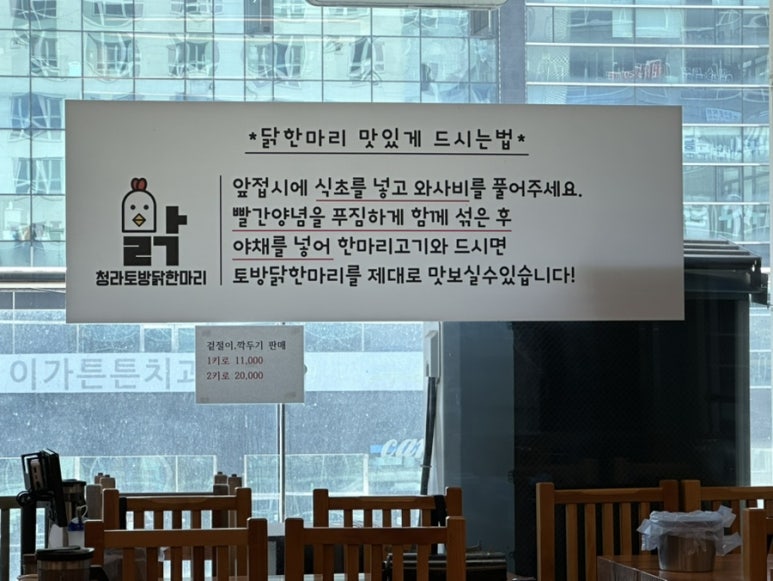 *닭한마리 맛있게 드시는법*
앞접시에 식초를 넣고 와사비를 풀어주세요.
빨간양념을 푸짐하게 함께 섞은 후
야채를 넣어 한마리고기와 드시면
토방닭한마리를 제대로 맛보실수있습니다!
닭
청라토방닭한마리
겉절이.깍두기 판매
1키로 11,000
2키로 20,000
이가튼튼치과